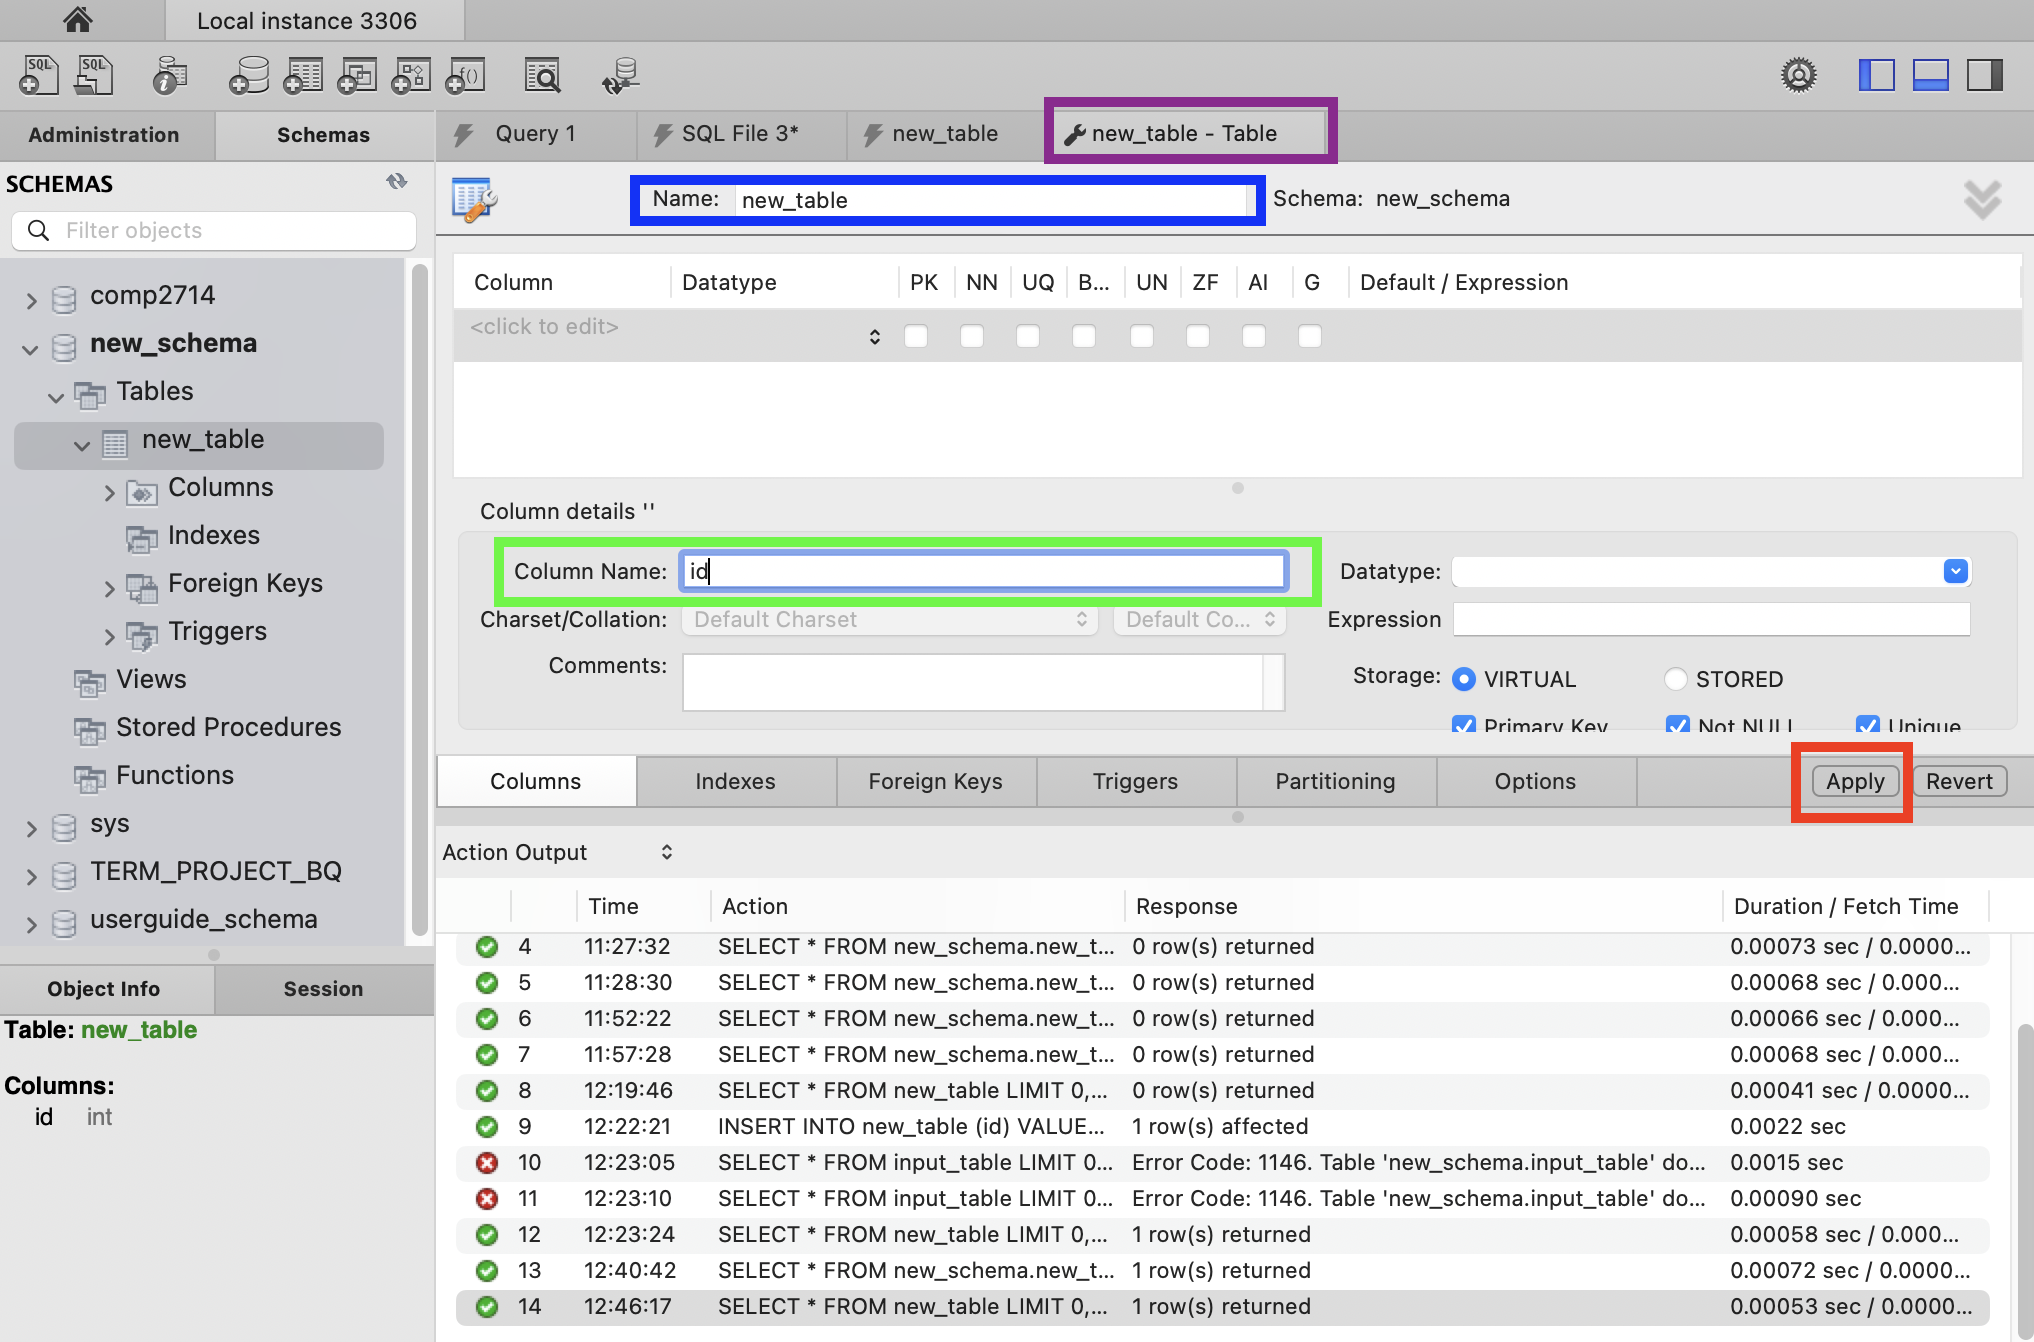 Local instance 3306
SQL SQL
Administration Schemas
Query 1 SQL File 3* new_table new_table - Table
SCHEMAS
Filter objects
comp2714
new_schema
Tables
new_table
Columns
Indexes
Foreign Keys
Triggers
Views
Stored Procedures
Functions
sys
TERM_PROJECT_BQ
userguide_schema
Object Info Session
Table: new_table
Columns:
id int
Name: new_table Schema: new_schema
Column Datatype PK NN UQ B... UN ZF AI G Default / Expression
<click to edit>
Column details ''
Column Name: id Datatype:
Charset/Collation: Default Charset Default Co... Expression
Comments: Storage: VIRTUAL STORED
Primary Key Not NULL Unique
Columns Indexes Foreign Keys Triggers Partitioning Options Apply Revert
Action Output
Time Action Response Duration / Fetch Time
4 11:27:32 SELECT * FROM new_schema.new_t... 0 row(s) returned 0.00073 sec / 0.0000...
5 11:28:30 SELECT * FROM new_schema.new_t... 0 row(s) returned 0.00068 sec / 0.000...
6 11:52:22 SELECT * FROM new_schema.new_t... 0 row(s) returned 0.00066 sec / 0.000...
7 11:57:28 SELECT * FROM new_schema.new_t... 0 row(s) returned 0.00068 sec / 0.000...
8 12:19:46 SELECT * FROM new_table LIMIT 0,... 0 row(s) returned 0.00041 sec / 0.0000...
9 12:22:21 INSERT INTO new_table (id) VALUE... 1 row(s) affected 0.0022 sec
10 12:23:05 SELECT * FROM input_table LIMIT 0... Error Code: 1146. Table 'new_schema.input_table' do... 0.0015 sec
11 12:23:10 SELECT * FROM input_table LIMIT 0... Error Code: 1146. Table 'new_schema.input_table' do... 0.00090 sec
12 12:23:24 SELECT * FROM new_table LIMIT 0,... 1 row(s) returned 0.00058 sec / 0.000...
13 12:40:42 SELECT * FROM new_schema.new_t... 1 row(s) returned 0.00072 sec / 0.0000...
14 12:46:17 SELECT * FROM new_table LIMIT 0,... 1 row(s) returned 0.00053 sec / 0.0000...